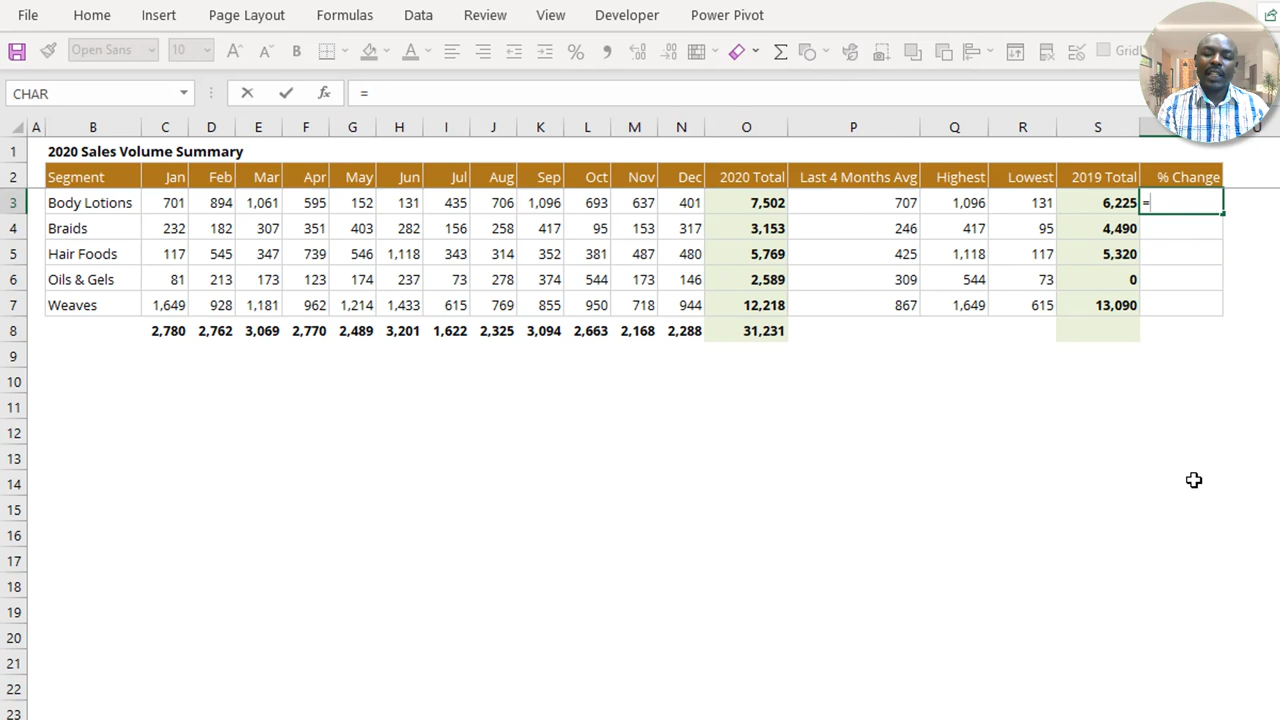 File Home Insert Page Layout Formulas Data Review View Developer Power Pivot
Open Sans 10 B A % Grid
CHAR fx =
A B C D E F G H I J K L M N O P Q R S
1 2020 Sales Volume Summary
2 Segment Jan Feb Mar Apr May Jun Jul Aug Sep Oct Nov Dec 2020 Total Last 4 Months Avg Highest Lowest 2019 Total % Change
3 Body Lotions 701 894 1,061 595 152 131 435 706 1,096 693 637 401 7,502 707 1,096 131 6,225 =
4 Braids 232 182 307 351 403 282 156 258 417 95 153 317 3,153 246 417 95 4,490
5 Hair Foods 117 545 347 739 546 1,118 343 314 352 381 487 480 5,769 425 1,118 117 5,320
6 Oils & Gels 81 213 173 123 174 237 73 278 374 544 173 146 2,589 309 544 73 0
7 Weaves 1,649 928 1,181 962 1,214 1,433 615 769 855 950 718 944 12,218 867 1,649 615 13,090
8 2,780 2,762 3,069 2,770 2,489 3,201 1,622 2,325 3,094 2,663 2,168 2,288 31,231
9
10
11
12
13
14
15
16
17
18
19
20
21
22
23